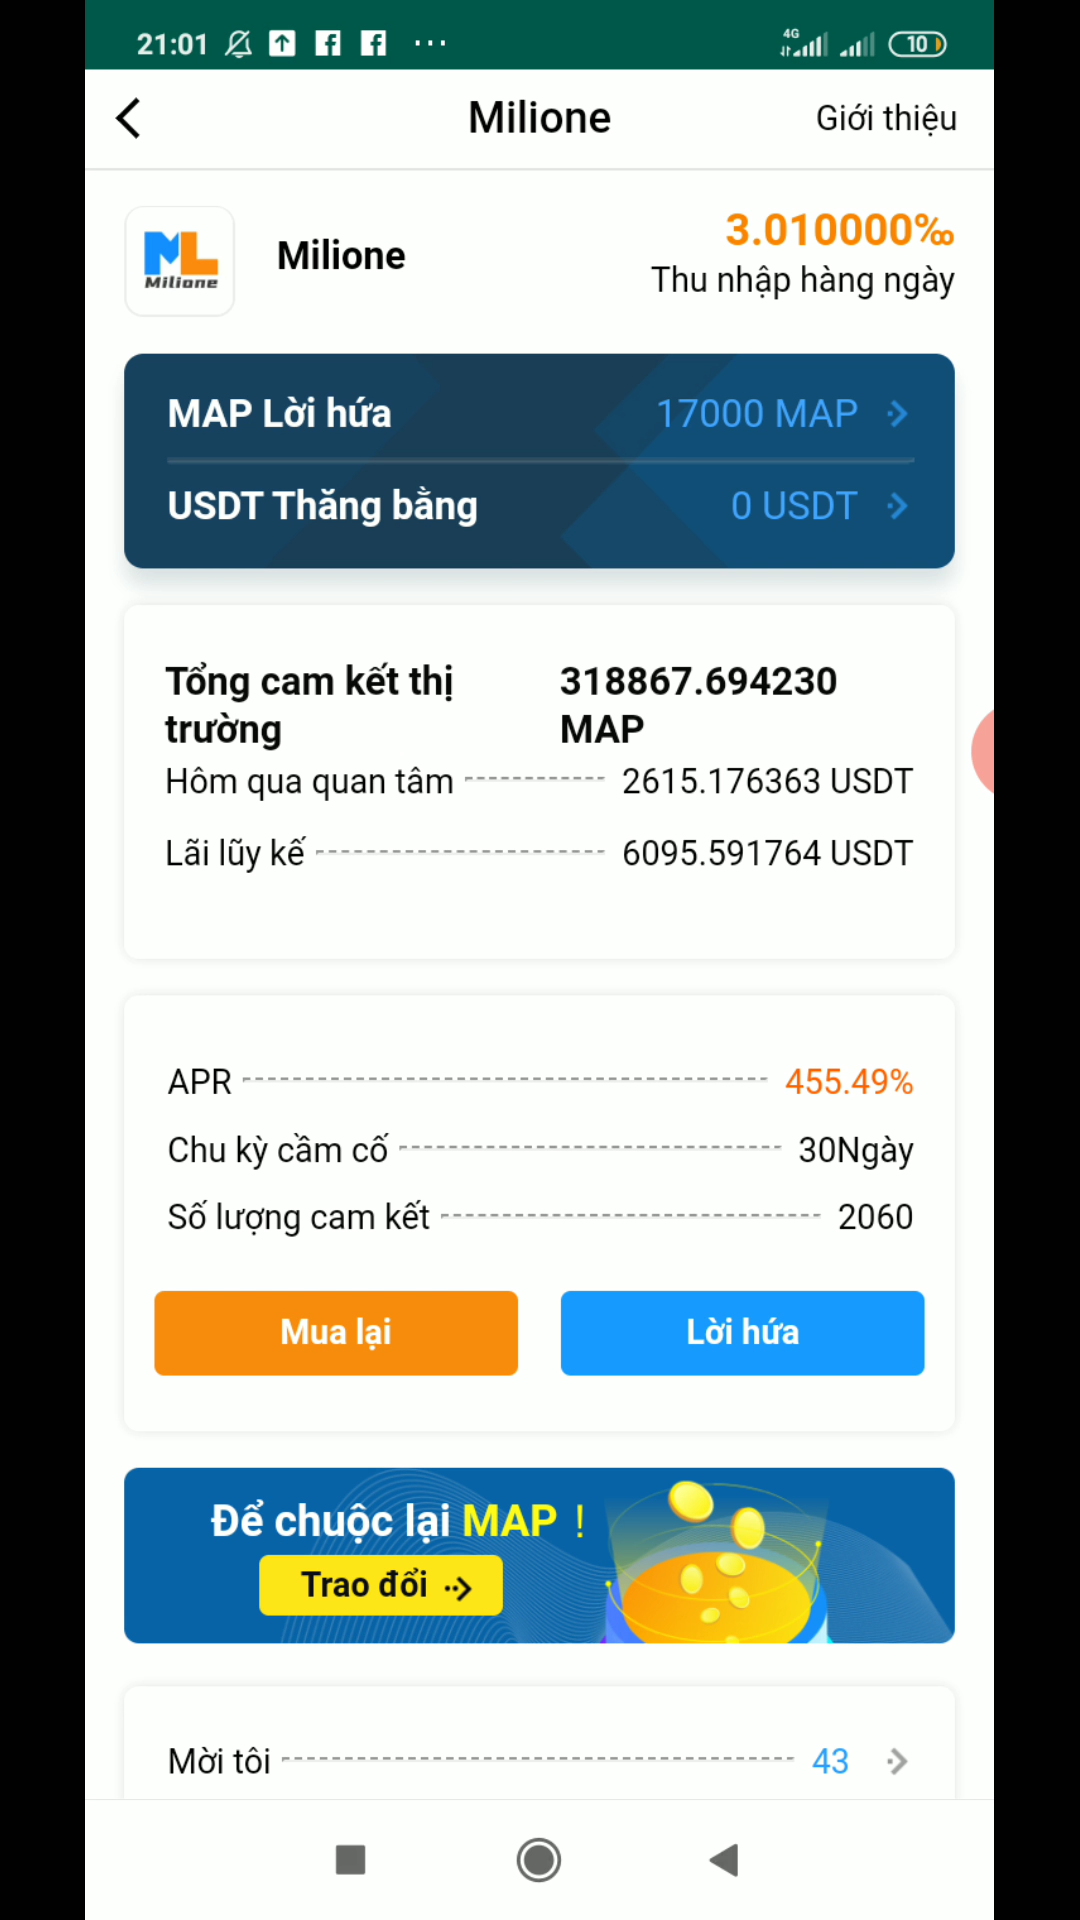 21:01
4G
10
Milione
Giới thiệu
Milione
Milione
3.010000‱
Thu nhập hàng ngày
MAP Lời hứa
17000 MAP
USDT Thăng bằng
0 USDT
Tổng cam kết thị
trường
318867.694230
MAP
Hôm qua quan tâm
2615.176363 USDT
Lãi lũy kế
6095.591764 USDT
APR
455.49%
Chu kỳ cầm cố
30Ngày
Số lượng cam kết
2060
Mua lại
Lời hứa
Để chuộc lại MAP !
Trao đổi
Mời tôi
43